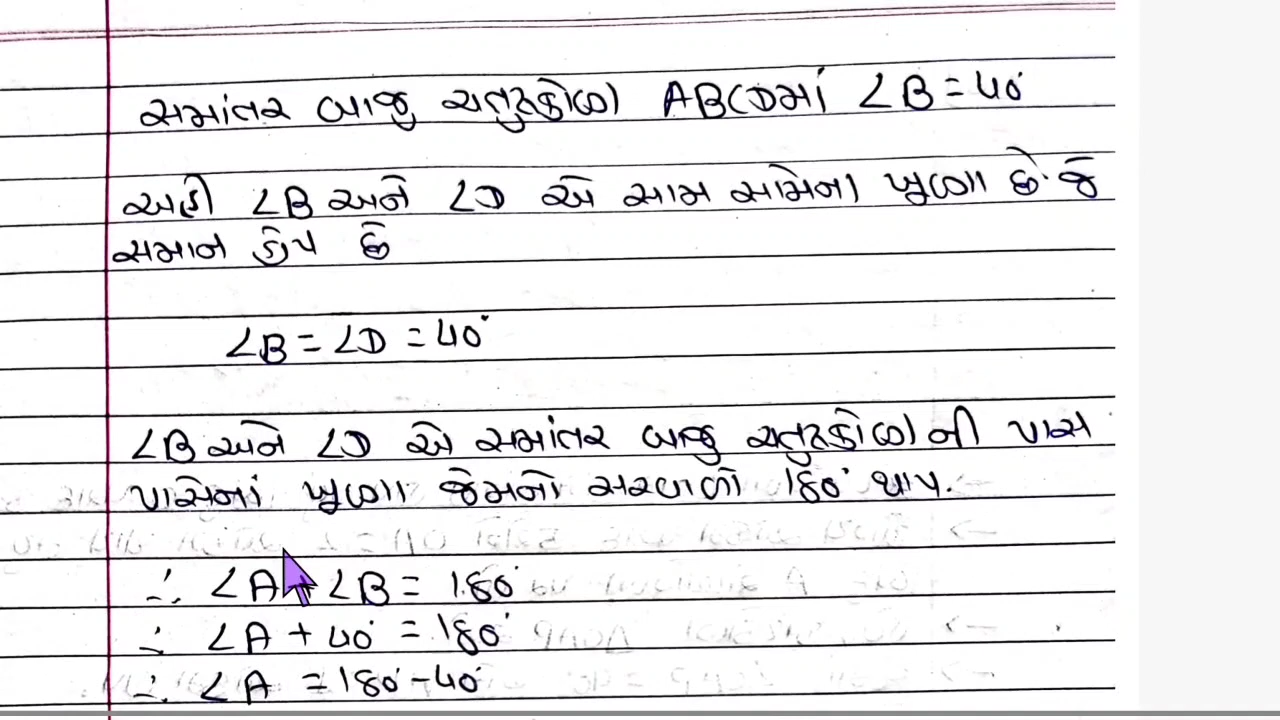 સમાંતર બાજુ ચતુષ્કોણ ABCDમાં ∠B = 40°
અહી ∠B અને ∠D એ સામ સામેના ખુણા છે. જે
સમાન હોય છે
∠B = ∠D = 40°
∠B અને ∠D એ સમાંતર બાજુ ચતુષ્કોણની પાસ
પાસેનાં ખુણા જેમનો સરવાળો 180° થાય.
∴ ∠A + ∠B = 180°
∴ ∠A + 40° = 180°
∴ ∠A = 180° - 40°